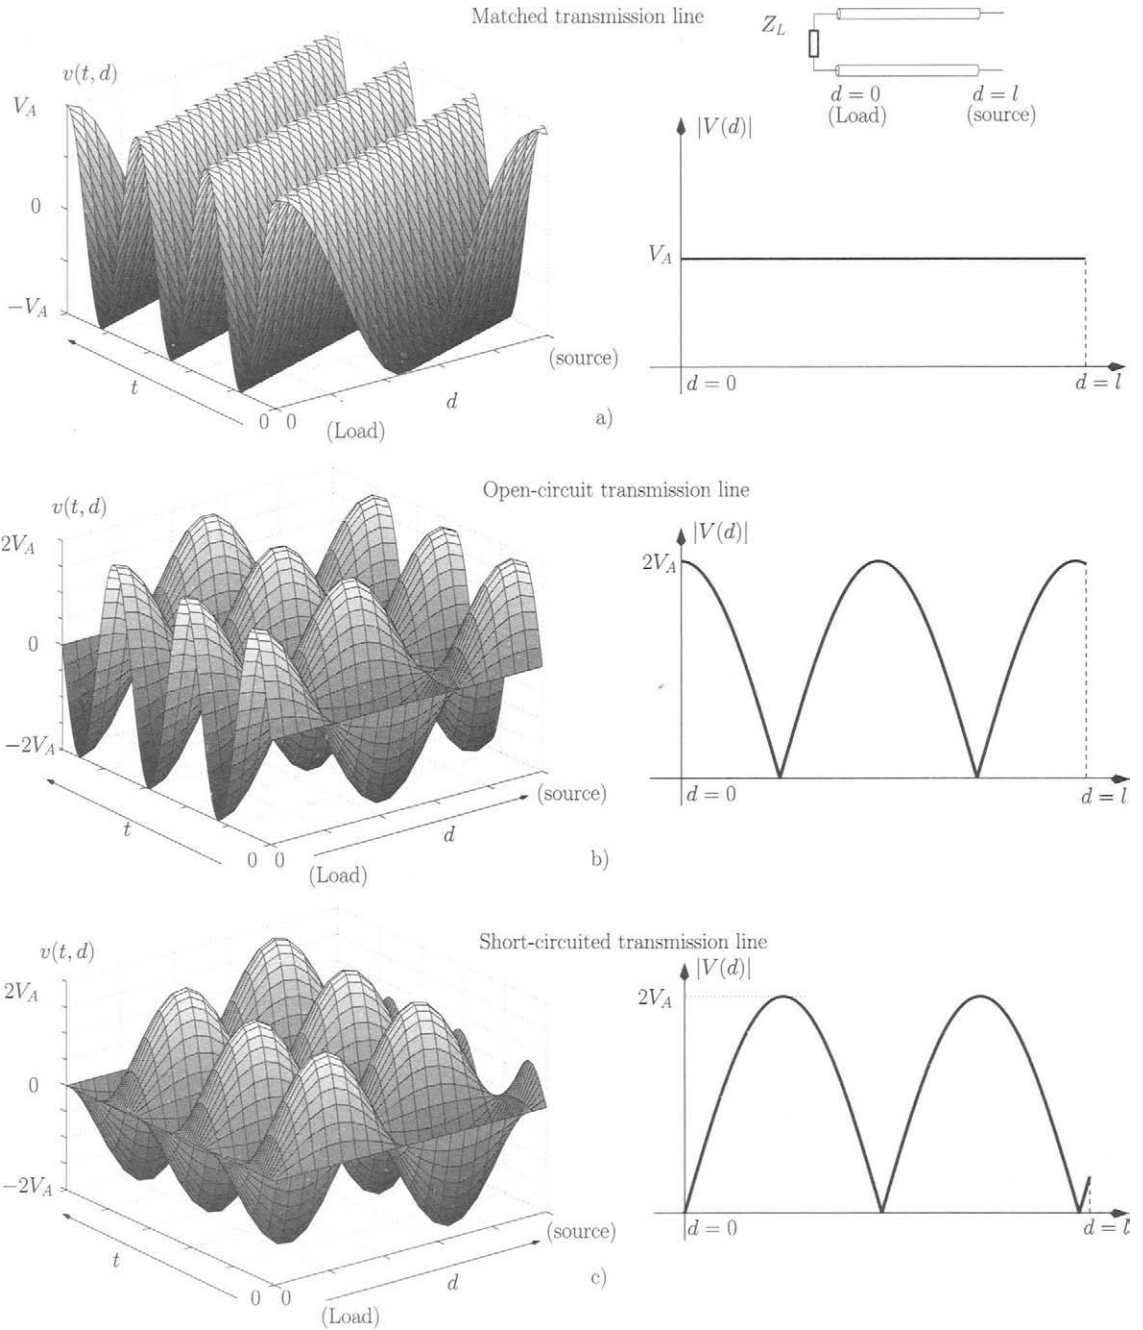 Matched transmission line
Z_L
d = 0 d = l
(Load) (source)
v(t, d)
V_A
0
−V_A
t
0 0
(Load)
d
(source)
a)
|V(d)|
V_A
d = 0
d = l
Open-circuit transmission line
v(t, d)
2V_A
0
−2V_A
t
0 0
(Load)
d
(source)
b)
|V(d)|
2V_A
d = 0
d = l
Short-circuited transmission line
v(t, d)
2V_A
0
−2V_A
t
0 0
(Load)
d
(source)
c)
|V(d)|
2V_A
d = 0
d = l